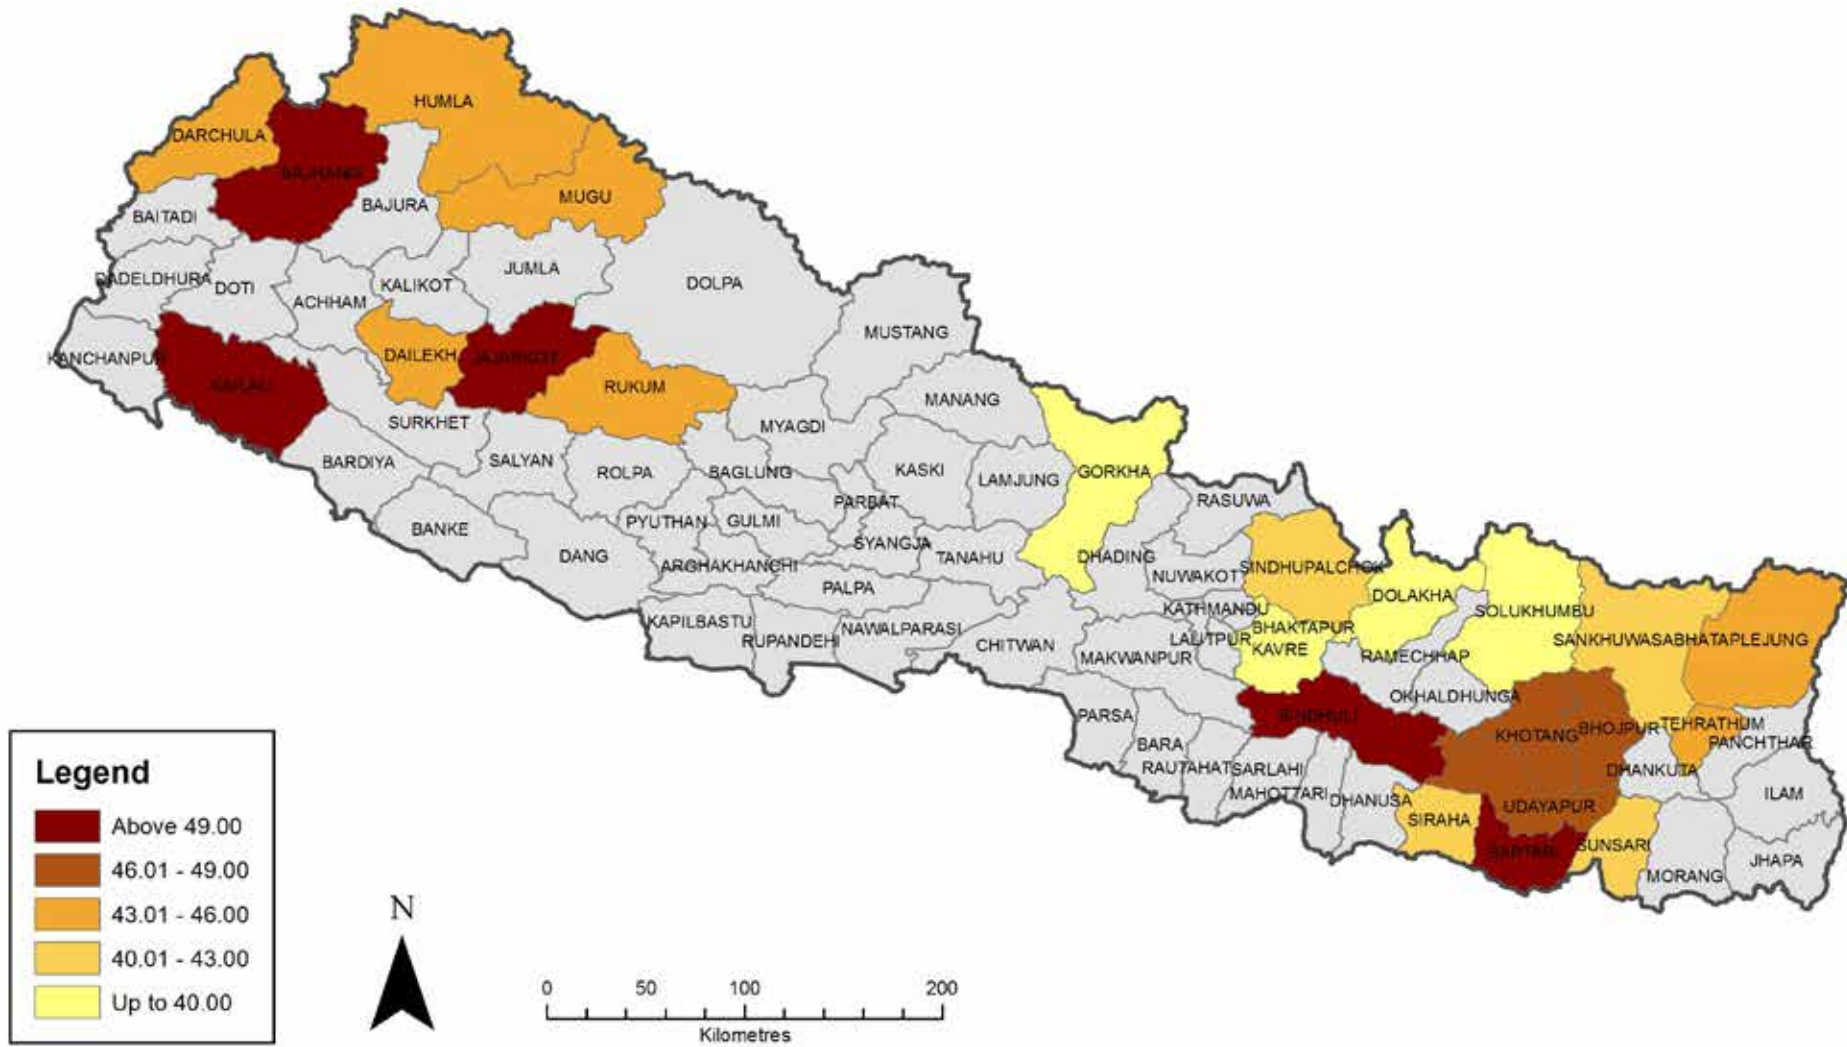 HUMLA
DARCHULA
BAJHANG
MUGU
BAJURA
BAITADI
JUMLA
DADELDHURA
DOTI
KALIKOT
DOLPA
ACHHAM
MUSTANG
KANCHANPUR
DAILEKH
JAJARKOT
KAILALI
RUKUM
MANANG
SURKHET
MYAGDI
BARDIYA
SALYAN
ROLPA
BAGLUNG
KASKI
LAMJUNG
GORKHA
PARBAT
RASUWA
BANKE
PYUTHAN
GULMI
SYANGJA
DANG
TANAHU
DHADING
ARGHAKHANCHI
SINDHUPALCHOK
NUWAKOT
PALPA
DOLAKHA
KATHMANDU
SOLUKHUMBU
KAPILBASTU
RUPANDEHI
NAWALPARASI
CHITWAN
LALITPUR
BHAKTAPUR
KAVRE
SANKHUWASABHA
TAPLEJUNG
MAKWANPUR
RAMECHHAP
OKHALDHUNGA
PARSA
SINDHULI
KHOTANG
BHOJPUR
TEHRATHUM
PANCHTHAR
BARA
RAUTAHAT
SARLAHI
DHANKUTA
MAHOTTARI
DHANUSA
UDAYAPUR
ILAM
SIRAHA
SAPTARI
SUNSARI
MORANG
JHAPA
Legend
Above 49.00
46.01 - 49.00
43.01 - 46.00
40.01 - 43.00
Up to 40.00
N
0 50 100 200
Kilometres